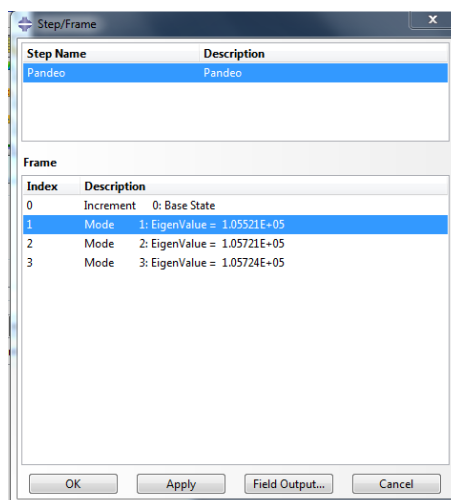 Step/Frame
x
Step Name Description
Pandeo Pandeo
Frame
Index Description
0 Increment 0: Base State
1 Mode 1: EigenValue = 1.05521E+05
2 Mode 2: EigenValue = 1.05721E+05
3 Mode 3: EigenValue = 1.05724E+05
OK Apply Field Output... Cancel